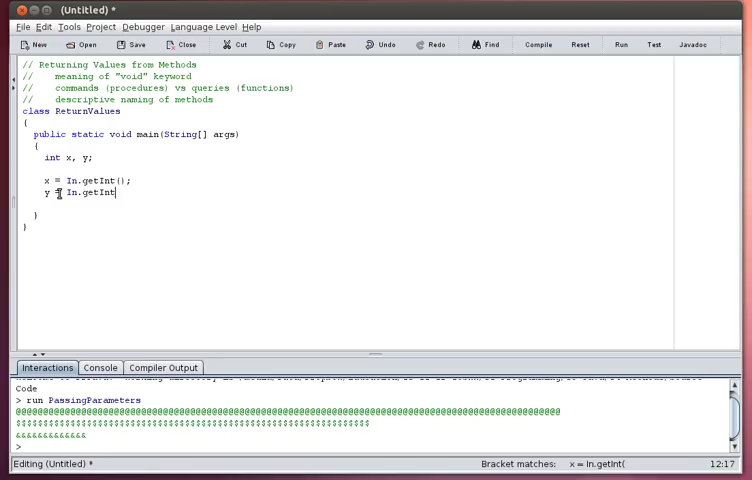 (Untitled) *
File Edit Tools Project Debugger Language Level Help
New Open Save Close Cut Copy Paste Undo Redo Find Compile Reset Run Test Javadoc
// Returning Values from Methods
//    meaning of "void" keyword
//    commands (procedures) vs queries (functions)
//    descriptive naming of methods
class ReturnValues
{
  public static void main(String[] args)
  {
    int x, y;
    x = In.getInt();
    y = In.getInt
  }
}
Interactions Console Compiler Output
Code
> run PassingParameters
@@@@@@@@@@@@@@@@@@@@@@@@@@@@@@@@@@@@@@@@@@@@@@@@@@@@@@@@@@@@@@@@@@@@@@@@@@@@@@@@@@@@@@@@@@@@@@@@@@@@
$$$$$$$$$$$$$$$$$$$$$$$$$$$$$$$$$$$$$$$$$$$$$$$$$$$$$$$$$$$$$$$$$
&&&&&&&&&&&&&
>
Editing (Untitled) * Bracket matches: x = In.getInt( 12:17